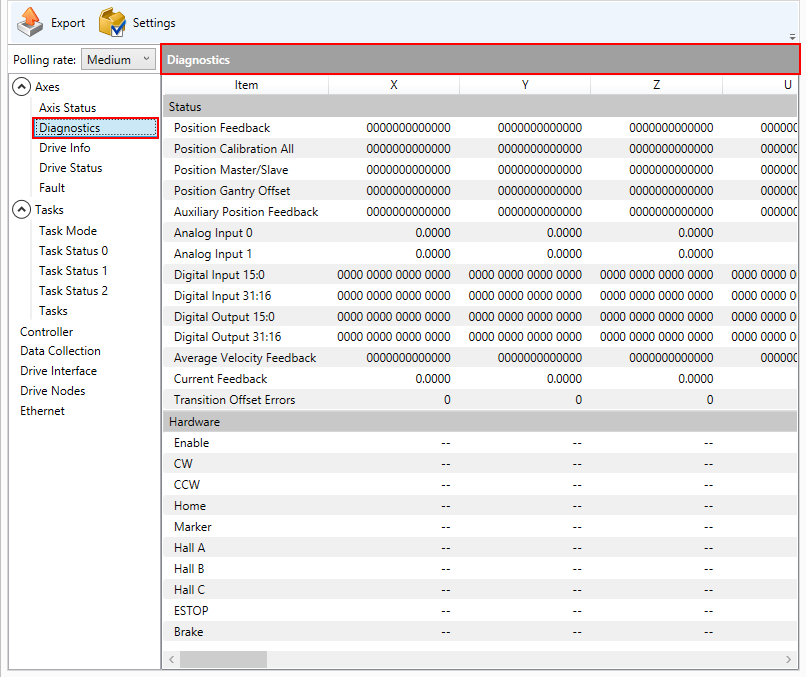 Export Settings
Polling rate: Medium
Axes
Axis Status
Diagnostics
Drive Info
Drive Status
Fault
Tasks
Task Mode
Task Status 0
Task Status 1
Task Status 2
Tasks
Controller
Data Collection
Drive Interface
Drive Nodes
Ethernet
Diagnostics
Item X Y Z U
Status
Position Feedback 0000000000000 0000000000000 0000000000000 000000
Position Calibration All 0000000000000 0000000000000 0000000000000 000000
Position Master/Slave 0000000000000 0000000000000 0000000000000 000000
Position Gantry Offset 0000000000000 0000000000000 0000000000000 000000
Auxiliary Position Feedback 0000000000000 0000000000000 0000000000000 000000
Analog Input 0 0.0000 0.0000 0.0000
Analog Input 1 0.0000 0.0000 0.0000
Digital Input 15:0 0000 0000 0000 0000 0000 0000 0000 0000 0000 0000 0000 0000 0000 0000 0
Digital Input 31:16 0000 0000 0000 0000 0000 0000 0000 0000 0000 0000 0000 0000 0000 0000 0
Digital Output 15:0 0000 0000 0000 0000 0000 0000 0000 0000 0000 0000 0000 0000 0000 0000 0
Digital Output 31:16 0000 0000 0000 0000 0000 0000 0000 0000 0000 0000 0000 0000 0000 0000 0
Average Velocity Feedback 0000000000000 0000000000000 0000000000000 000000
Current Feedback 0.0000 0.0000 0.0000
Transition Offset Errors 0 0 0
Hardware
Enable -- -- --
CW -- -- --
CCW -- -- --
Home -- -- --
Marker -- -- --
Hall A -- -- --
Hall B -- -- --
Hall C -- -- --
ESTOP -- -- --
Brake -- -- --